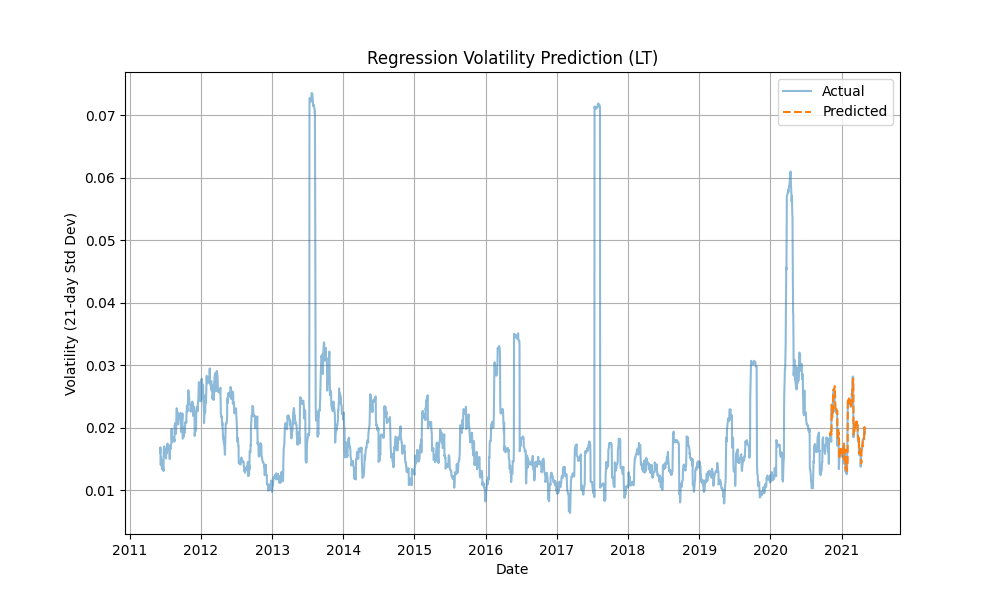 Regression Volatility Prediction (LT)
Actual
Predicted
Volatility (21-day Std Dev)
0.07
0.06
0.05
0.04
0.03
0.02
0.01
2011 2012 2013 2014 2015 2016 2017 2018 2019 2020 2021
Date